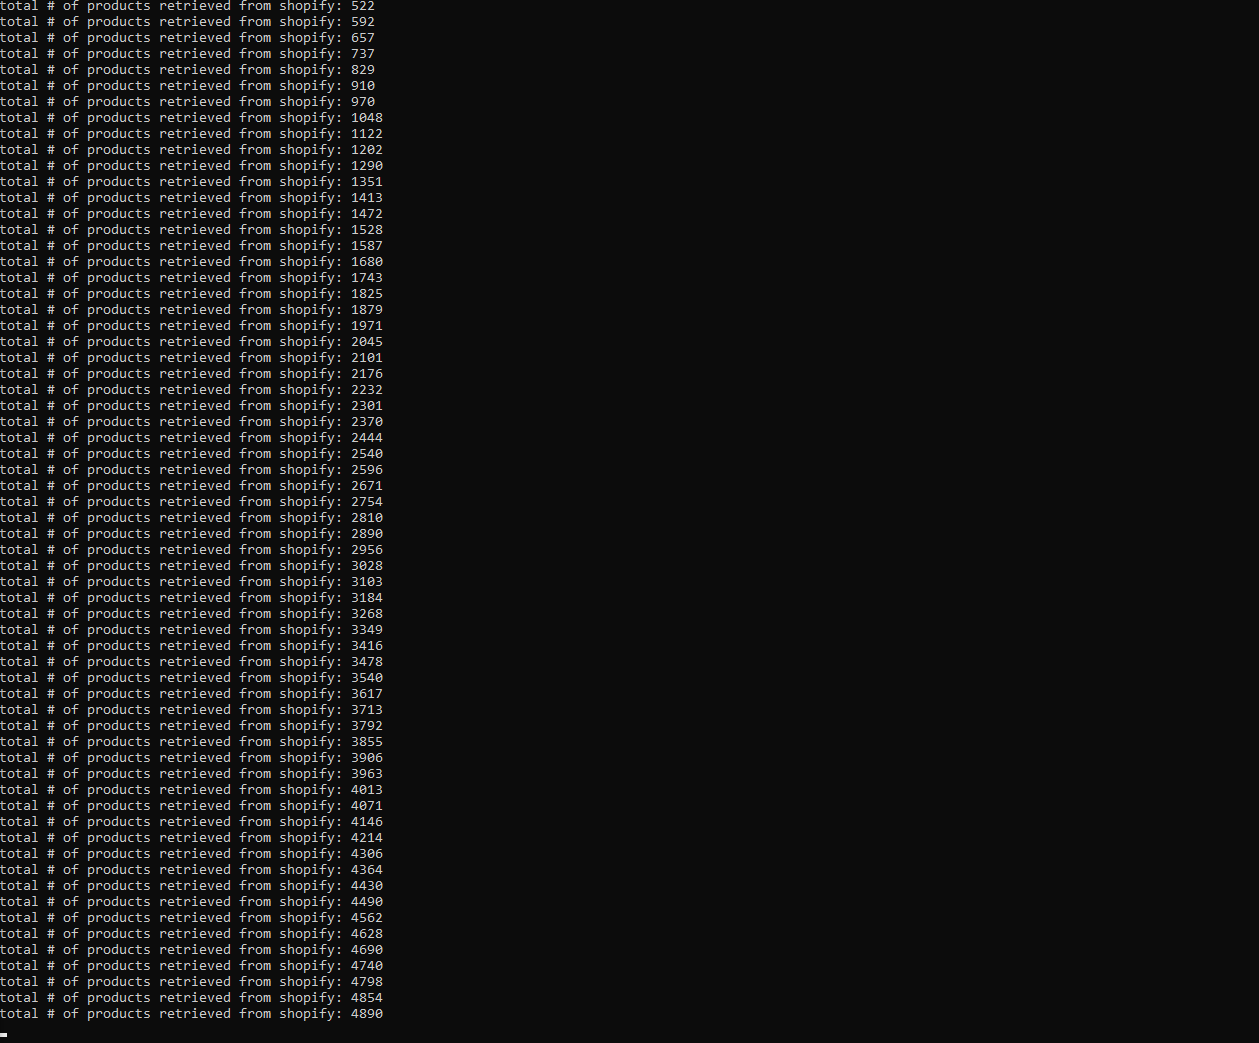 total # of products retrieved from shopify: 522
total # of products retrieved from shopify: 592
total # of products retrieved from shopify: 657
total # of products retrieved from shopify: 737
total # of products retrieved from shopify: 829
total # of products retrieved from shopify: 910
total # of products retrieved from shopify: 970
total # of products retrieved from shopify: 1048
total # of products retrieved from shopify: 1122
total # of products retrieved from shopify: 1202
total # of products retrieved from shopify: 1290
total # of products retrieved from shopify: 1351
total # of products retrieved from shopify: 1413
total # of products retrieved from shopify: 1472
total # of products retrieved from shopify: 1528
total # of products retrieved from shopify: 1587
total # of products retrieved from shopify: 1680
total # of products retrieved from shopify: 1743
total # of products retrieved from shopify: 1825
total # of products retrieved from shopify: 1879
total # of products retrieved from shopify: 1971
total # of products retrieved from shopify: 2045
total # of products retrieved from shopify: 2101
total # of products retrieved from shopify: 2176
total # of products retrieved from shopify: 2232
total # of products retrieved from shopify: 2301
total # of products retrieved from shopify: 2370
total # of products retrieved from shopify: 2444
total # of products retrieved from shopify: 2540
total # of products retrieved from shopify: 2596
total # of products retrieved from shopify: 2671
total # of products retrieved from shopify: 2754
total # of products retrieved from shopify: 2810
total # of products retrieved from shopify: 2890
total # of products retrieved from shopify: 2956
total # of products retrieved from shopify: 3028
total # of products retrieved from shopify: 3103
total # of products retrieved from shopify: 3184
total # of products retrieved from shopify: 3268
total # of products retrieved from shopify: 3349
total # of products retrieved from shopify: 3416
total # of products retrieved from shopify: 3478
total # of products retrieved from shopify: 3540
total # of products retrieved from shopify: 3617
total # of products retrieved from shopify: 3713
total # of products retrieved from shopify: 3792
total # of products retrieved from shopify: 3855
total # of products retrieved from shopify: 3906
total # of products retrieved from shopify: 3963
total # of products retrieved from shopify: 4013
total # of products retrieved from shopify: 4071
total # of products retrieved from shopify: 4146
total # of products retrieved from shopify: 4214
total # of products retrieved from shopify: 4306
total # of products retrieved from shopify: 4364
total # of products retrieved from shopify: 4430
total # of products retrieved from shopify: 4490
total # of products retrieved from shopify: 4562
total # of products retrieved from shopify: 4628
total # of products retrieved from shopify: 4690
total # of products retrieved from shopify: 4740
total # of products retrieved from shopify: 4798
total # of products retrieved from shopify: 4854
total # of products retrieved from shopify: 4890